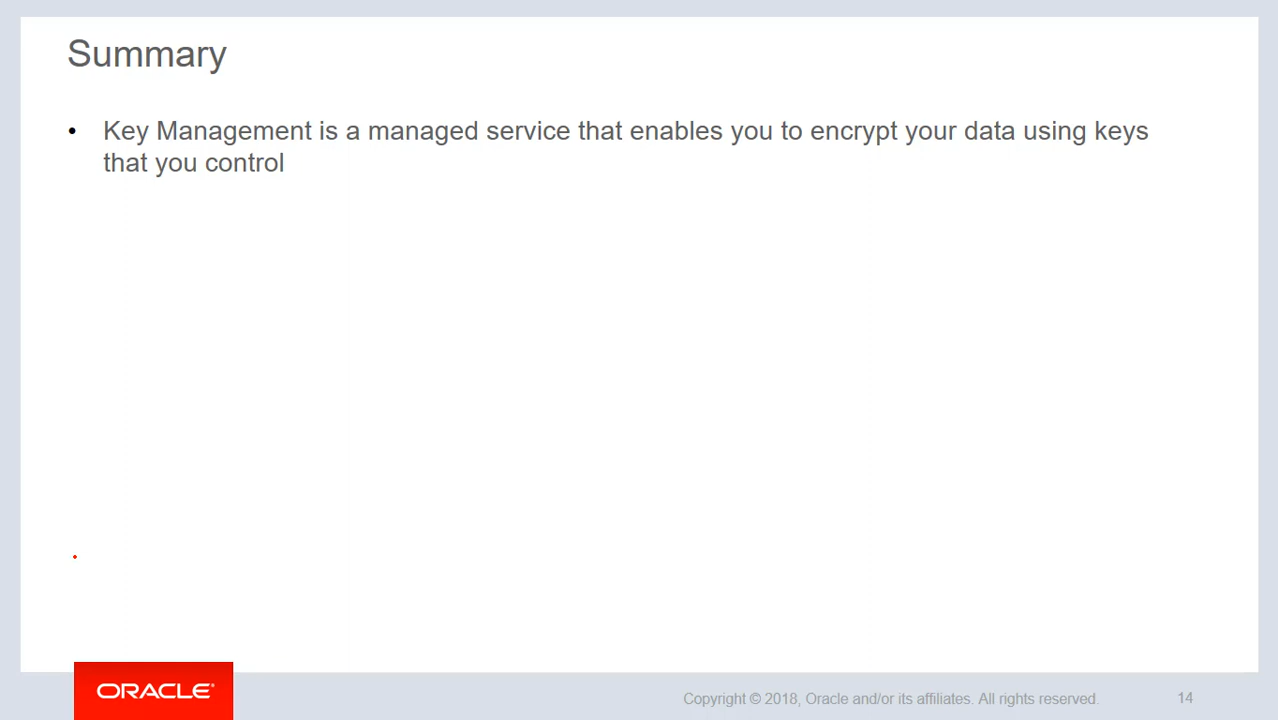 Summary
• Key Management is a managed service that enables you to encrypt your data using keys
that you control
ORACLE®
Copyright © 2018, Oracle and/or its affiliates. All rights reserved.
14